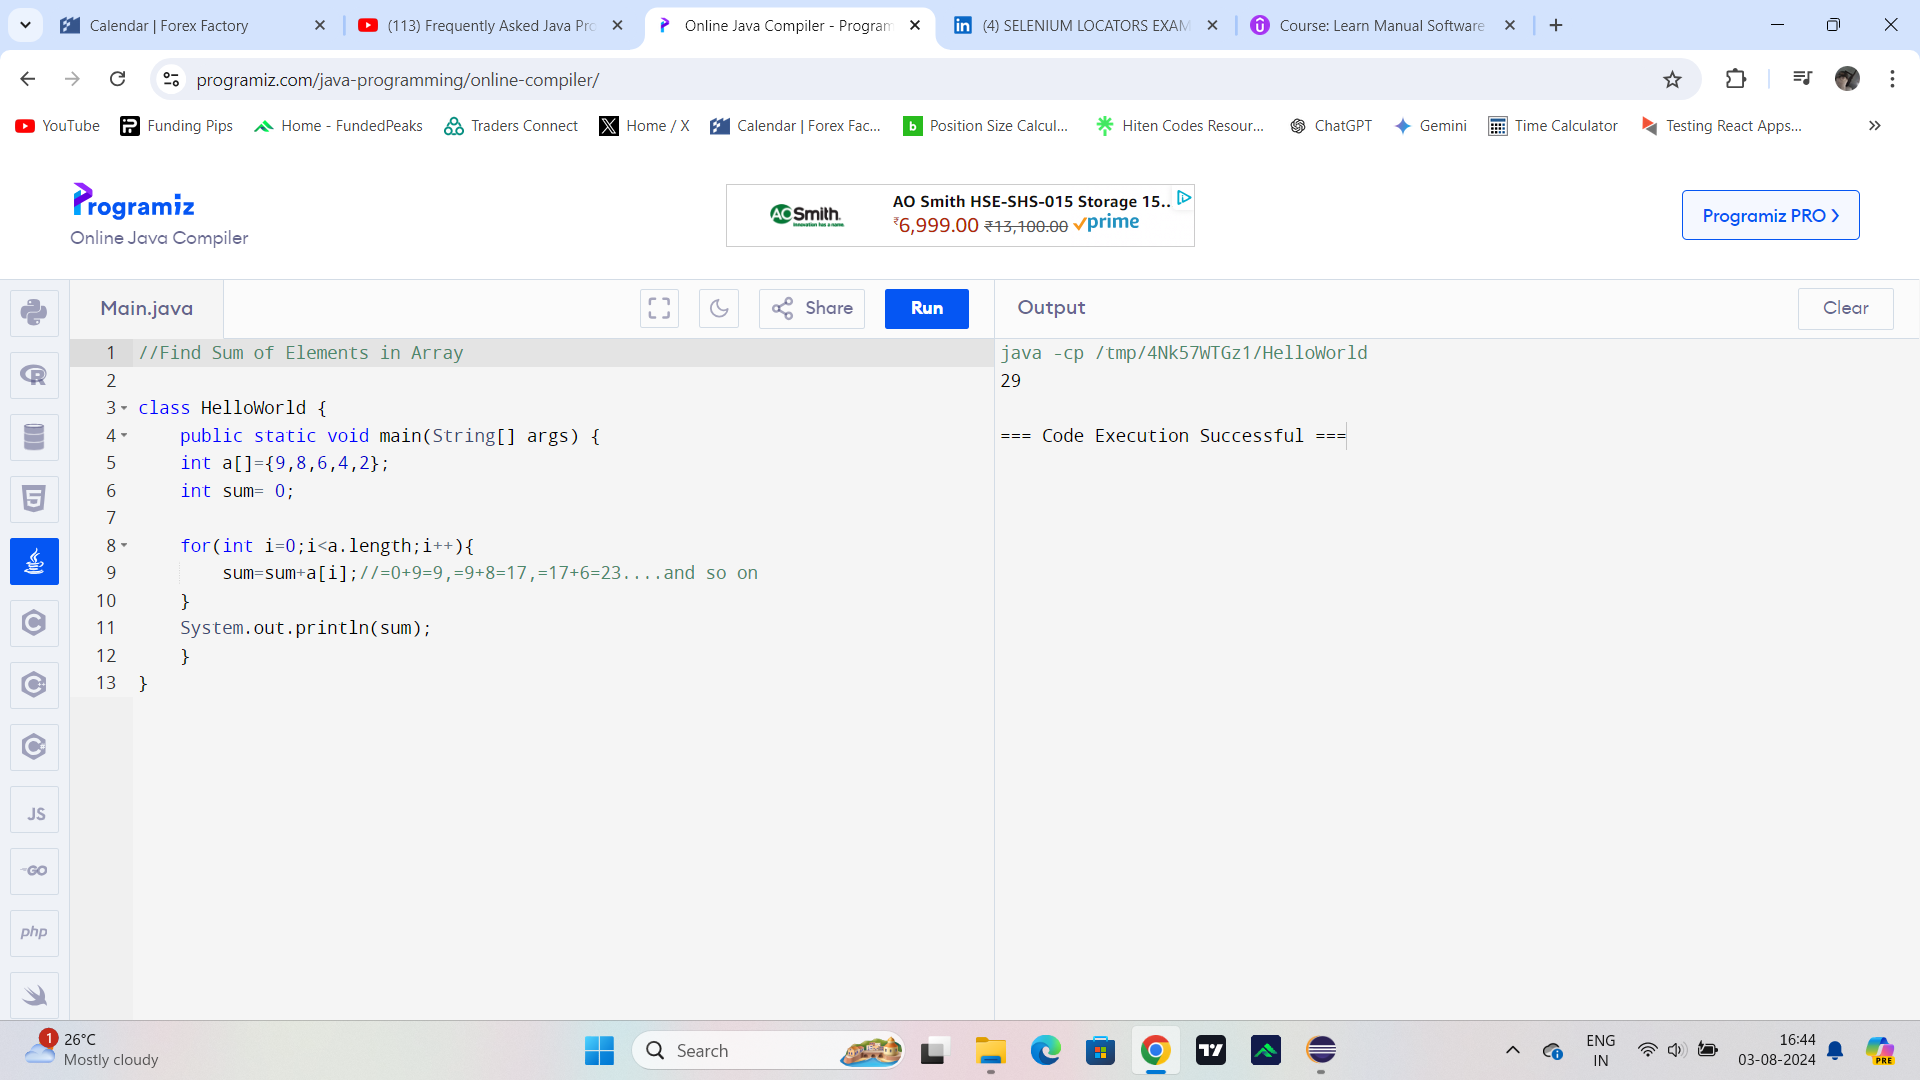 Calendar | Forex Factory
(113) Frequently Asked Java Pro
Online Java Compiler - Program
(4) SELENIUM LOCATORS EXAM
Course: Learn Manual Software
programiz.com/java-programming/online-compiler/
YouTube
Funding Pips
Home - FundedPeaks
Traders Connect
Home / X
Calendar | Forex Fac...
Position Size Calcul...
Hiten Codes Resour...
ChatGPT
Gemini
Time Calculator
Testing React Apps...
Programiz
Online Java Compiler
AO Smith
AO Smith HSE-SHS-015 Storage 15..
₹6,999.00 ₹13,100.00 prime
Programiz PRO ›
Main.java
Share
Run
Output
Clear
1 //Find Sum of Elements in Array
2
3 class HelloWorld {
4 public static void main(String[] args) {
5 int a[]={9,8,6,4,2};
6 int sum= 0;
7
8 for(int i=0;i<a.length;i++){
9 sum=sum+a[i];//=0+9=9,=9+8=17,=17+6=23....and so on
10 }
11 System.out.println(sum);
12 }
13 }
java -cp /tmp/4Nk57WTGz1/HelloWorld
29
=== Code Execution Successful ===
JS
GO
php
1
26°C
Mostly cloudy
Search
ENG
IN
16:44
03-08-2024
PRE